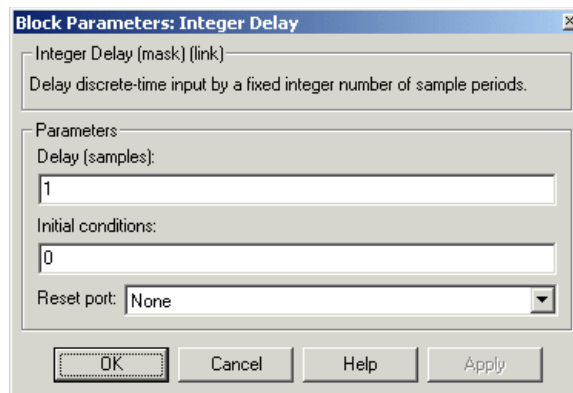 Block Parameters: Integer Delay
Integer Delay (mask) (link)
Delay discrete-time input by a fixed integer number of sample periods.
Parameters
Delay (samples):
1
Initial conditions:
0
Reset port: None
OK Cancel Help Apply